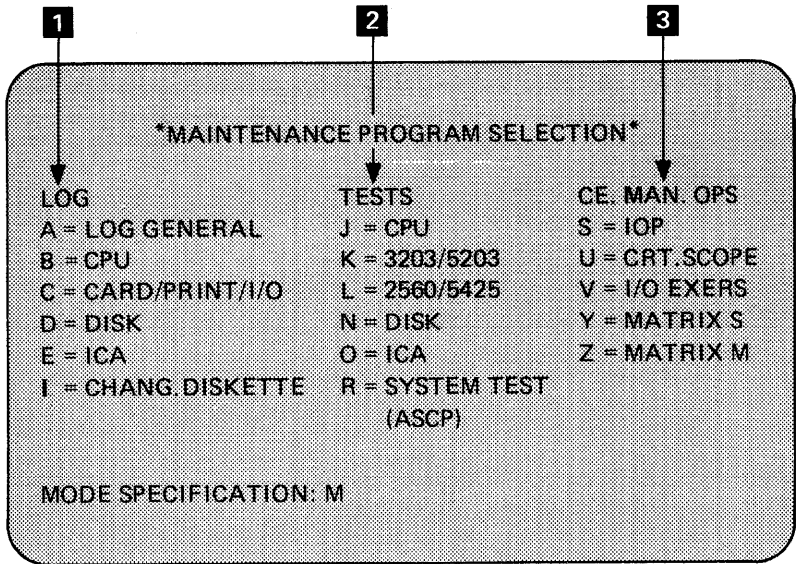 1 2 3
*MAINTENANCE PROGRAM SELECTION*
LOG TESTS CE. MAN. OPS
A = LOG GENERAL J = CPU S = IOP
B = CPU K = 3203/5203 U = CRT.SCOPE
C = CARD/PRINT/I/O L = 2560/5425 V = I/O EXERS
D = DISK N = DISK Y = MATRIX S
E = ICA O = ICA Z = MATRIX M
I = CHANG.DISKETTE R = SYSTEM TEST
(ASCP)
MODE SPECIFICATION: M